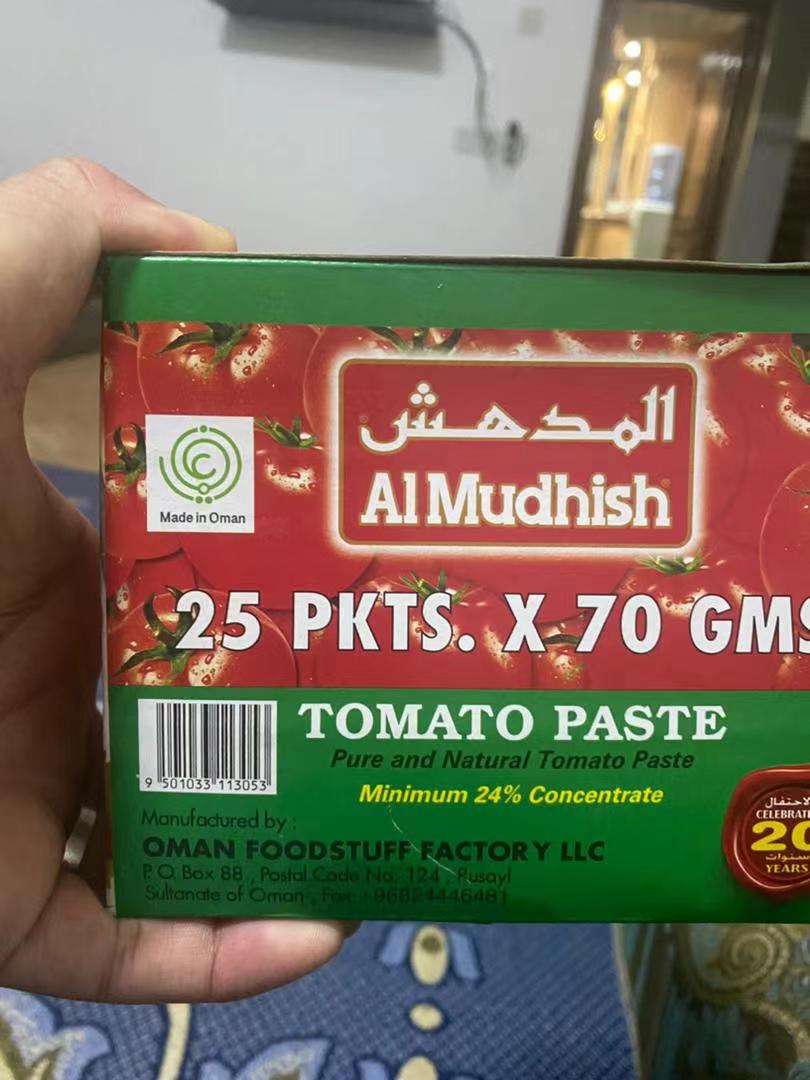 المدهش
Al Mudhish
Made in Oman
25 PKTS. X 70 GMS
TOMATO PASTE
Pure and Natural Tomato Paste
Minimum 24% Concentrate
9 501033 113053
Manufactured by :
OMAN FOODSTUFF FACTORY LLC
P.O. Box 88 , Postal Code No. 124 , Rusayl
Sultanate of Oman , Fax: +96824446481
CELEBRATI
20
سنوات
YEARS